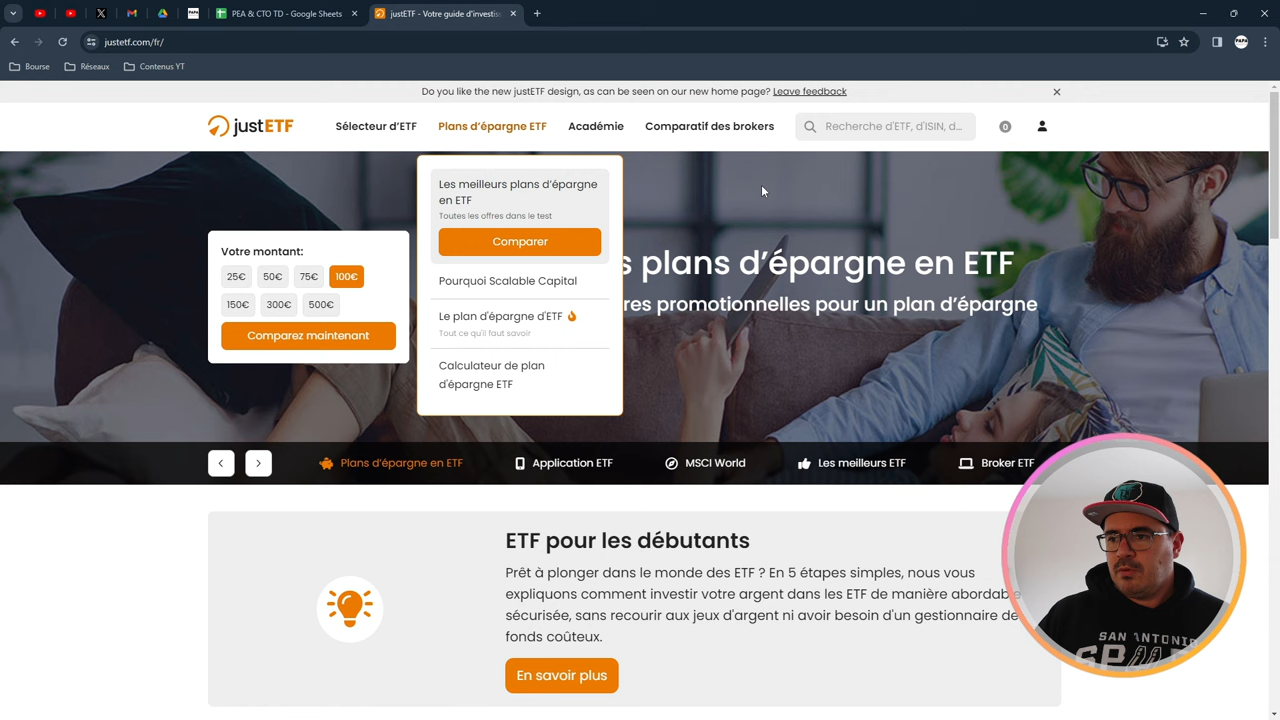 PEA & CTO TD - Google Sheets
justETF - Votre guide d'investiss
justetf.com/fr/
Bourse
Réseaux
Contenus YT
Do you like the new justETF design, as can be seen on our new home page? Leave feedback
justETF
Sélecteur d'ETF
Plans d'épargne ETF
Académie
Comparatif des brokers
Recherche d'ETF, d'ISIN, d...
0
Les meilleurs plans d'épargne
en ETF
Toutes les offres dans le test
Comparer
Pourquoi Scalable Capital
Le plan d'épargne d'ETF
Tout ce qu'il faut savoir
Calculateur de plan
d'épargne ETF
Votre montant:
25€
50€
75€
100€
150€
300€
500€
Comparez maintenant
s plans d'épargne en ETF
res promotionnelles pour un plan d'épargne
Plans d'épargne en ETF
Application ETF
MSCI World
Les meilleurs ETF
Broker ETF
ETF pour les débutants
Prêt à plonger dans le monde des ETF ? En 5 étapes simples, nous vous
expliquons comment investir votre argent dans les ETF de manière abordable
sécurisée, sans recourir aux jeux d'argent ni avoir besoin d'un gestionnaire de
fonds coûteux.
En savoir plus
SAN ANTONIO